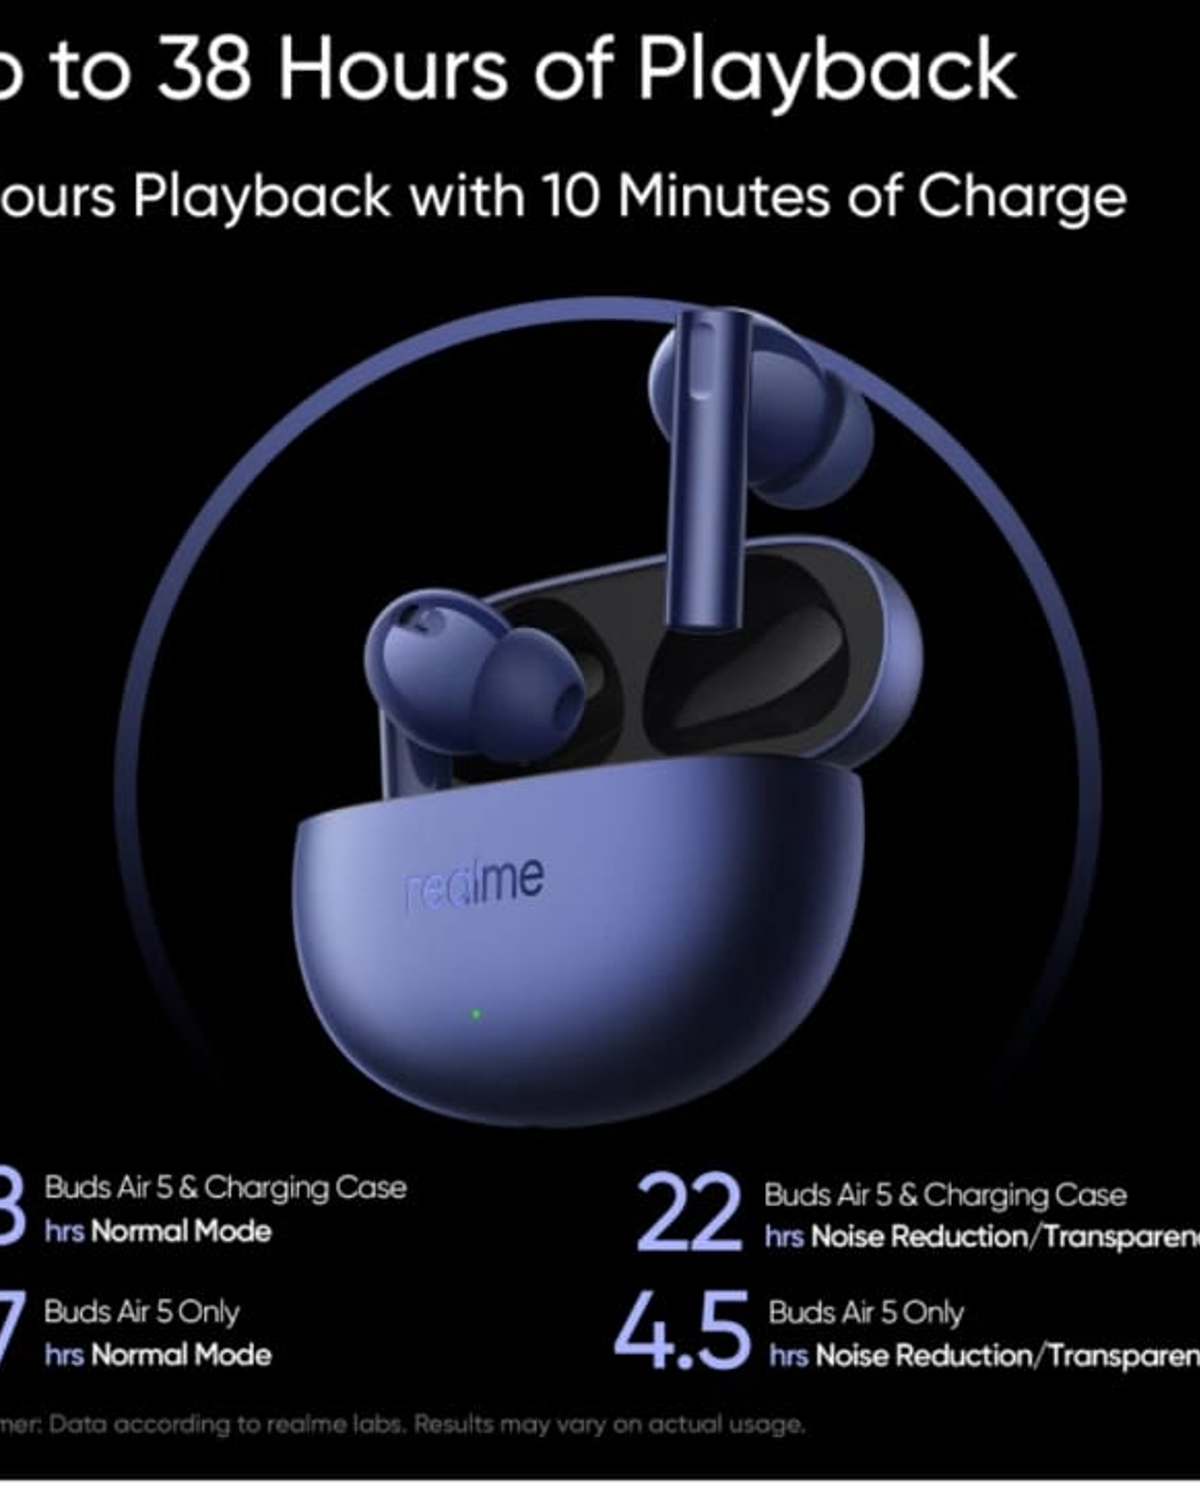 to 38 Hours of Playback
ours Playback with 10 Minutes of Charge
realme
Buds Air 5 & Charging Case
hrs Normal Mode
22 Buds Air 5 & Charging Case
hrs Noise Reduction/Transparen
7 Buds Air 5 Only
hrs Normal Mode
4.5 Buds Air 5 Only
hrs Noise Reduction/Transparen
mer: Data according to realme labs. Results may vary on actual usage.